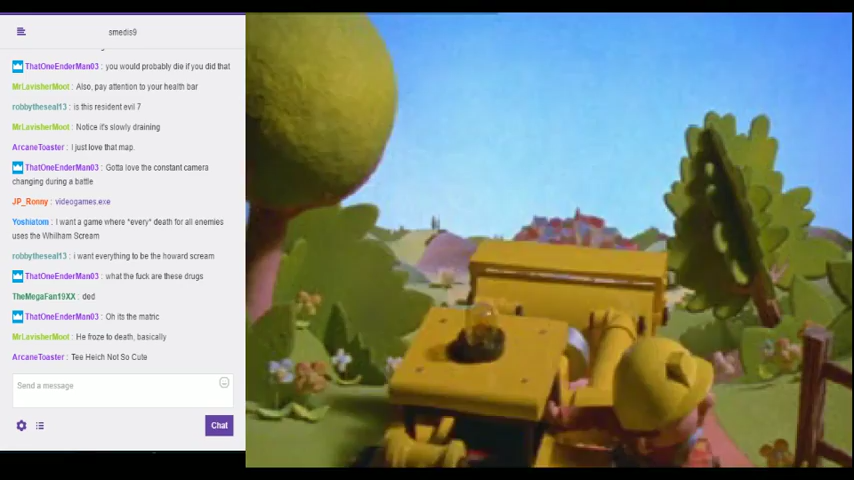 smedis9
ThatOneEnderMan03 : you would probably die if you did that
MrLavisherMoot : Also, pay attention to your health bar
robbytheseal13 : is this resident evil 7
MrLavisherMoot : Notice it's slowly draining
ArcaneToaster : I just love that map.
ThatOneEnderMan03 : Gotta love the constant camera
changing during a battle
JP_Ronny : videogames.exe
Yoshiatom : I want a game where *every* death for all enemies
uses the Whilham Scream
robbytheseal13 : i want everything to be the howard scream
ThatOneEnderMan03 : what the fuck are these drugs
TheMegaFan19XX : ded
ThatOneEnderMan03 : Oh its the matric
MrLavisherMoot : He froze to death, basically
ArcaneToaster : Tee Heich Not So Cute
Send a message
Chat